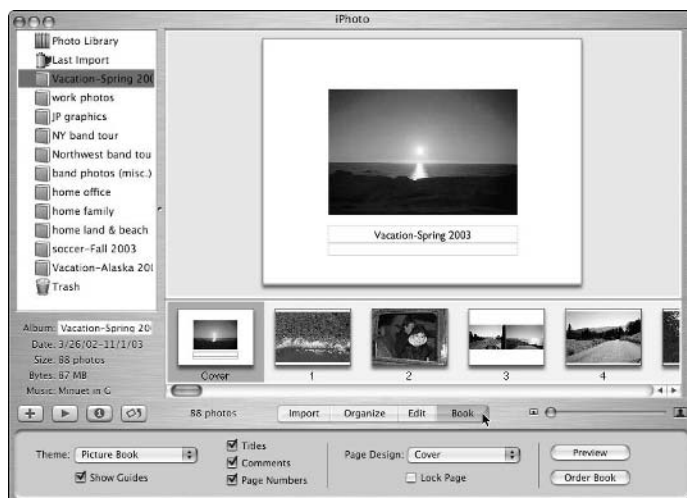 iPhoto
Photo Library
Last Import
Vacation-Spring 200
work photos
JP graphics
NY band tour
Northwest band tou
band photos (misc.)
home office
home family
home land & beach
soccer-Fall 2003
Vacation-Alaska 200
Trash
Vacation-Spring 2003
Album: Vacation-Spring 20
Date: 3/26/02-11/1/03
Size: 88 photos
Bytes: 67 MB
Music: Minuet in G
Cover
1
2
3
4
88 photos
Import
Organize
Edit
Book
Theme: Picture Book
Show Guides
Titles
Comments
Page Numbers
Page Design: Cover
Lock Page
Preview
Order Book